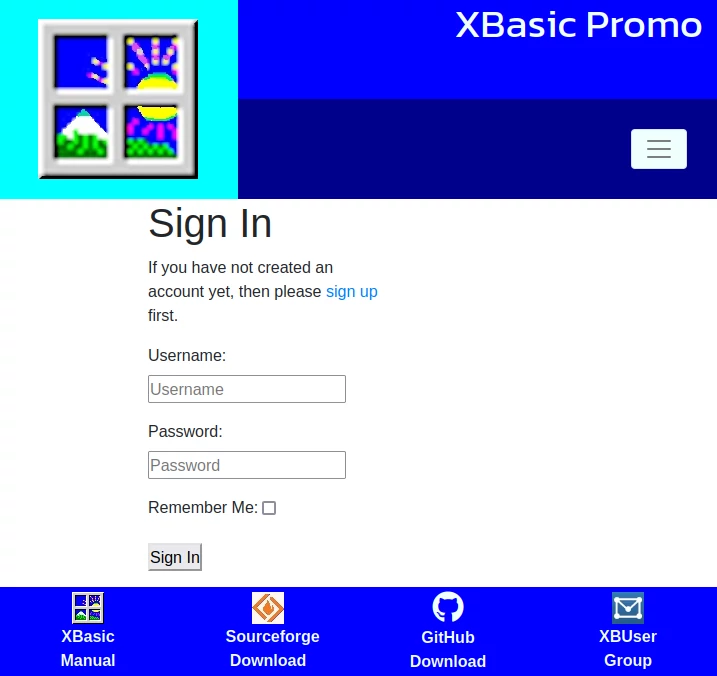 XBasic Promo
Sign In
If you have not created an
account yet, then please sign up
first.
Username:
Username
Password:
Password
Remember Me:
Sign In
XBasic
Manual
Sourceforge
Download
GitHub
Download
XBUser
Group